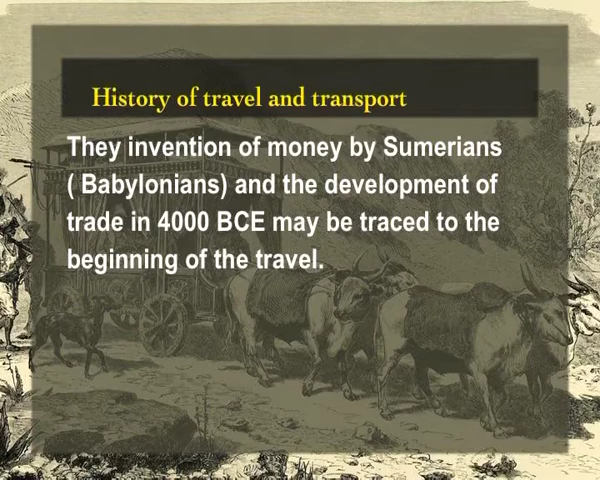 History of travel and transport
They invention of money by Sumerians
( Babylonians) and the development of
trade in 4000 BCE may be traced to the
beginning of the travel.